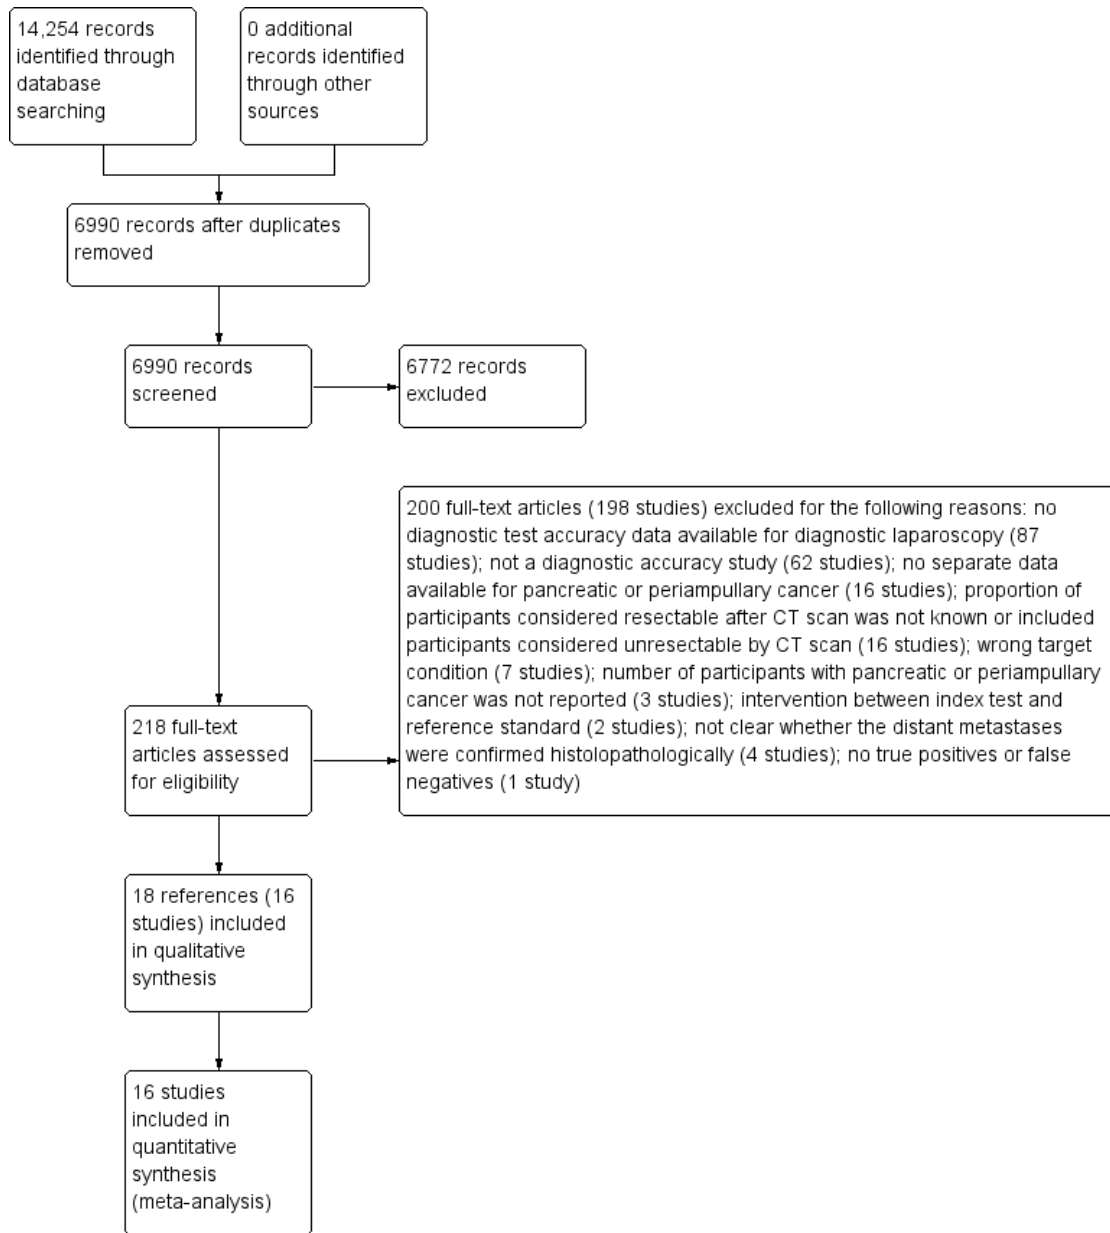 14,254 records
identified through
database
searching
0 additional
records identified
through other
sources
6990 records after duplicates
removed
6990 records
screened
6772 records
excluded
200 full-text articles (198 studies) excluded for the following reasons: no
diagnostic test accuracy data available for diagnostic laparoscopy (87
studies); not a diagnostic accuracy study (62 studies); no separate data
available for pancreatic or periampullary cancer (16 studies); proportion of
participants considered resectable after CT scan was not known or included
participants considered unresectable by CT scan (16 studies); wrong target
condition (7 studies); number of participants with pancreatic or periampullary
cancer was not reported (3 studies); intervention between index test and
reference standard (2 studies); not clear whether the distant metastases
were confirmed histolopathologically (4 studies); no true positives or false
negatives (1 study)
218 full-text
articles assessed
for eligibility
18 references (16
studies) included
in qualitative
synthesis
16 studies
included in
quantitative
synthesis
(meta-analysis)